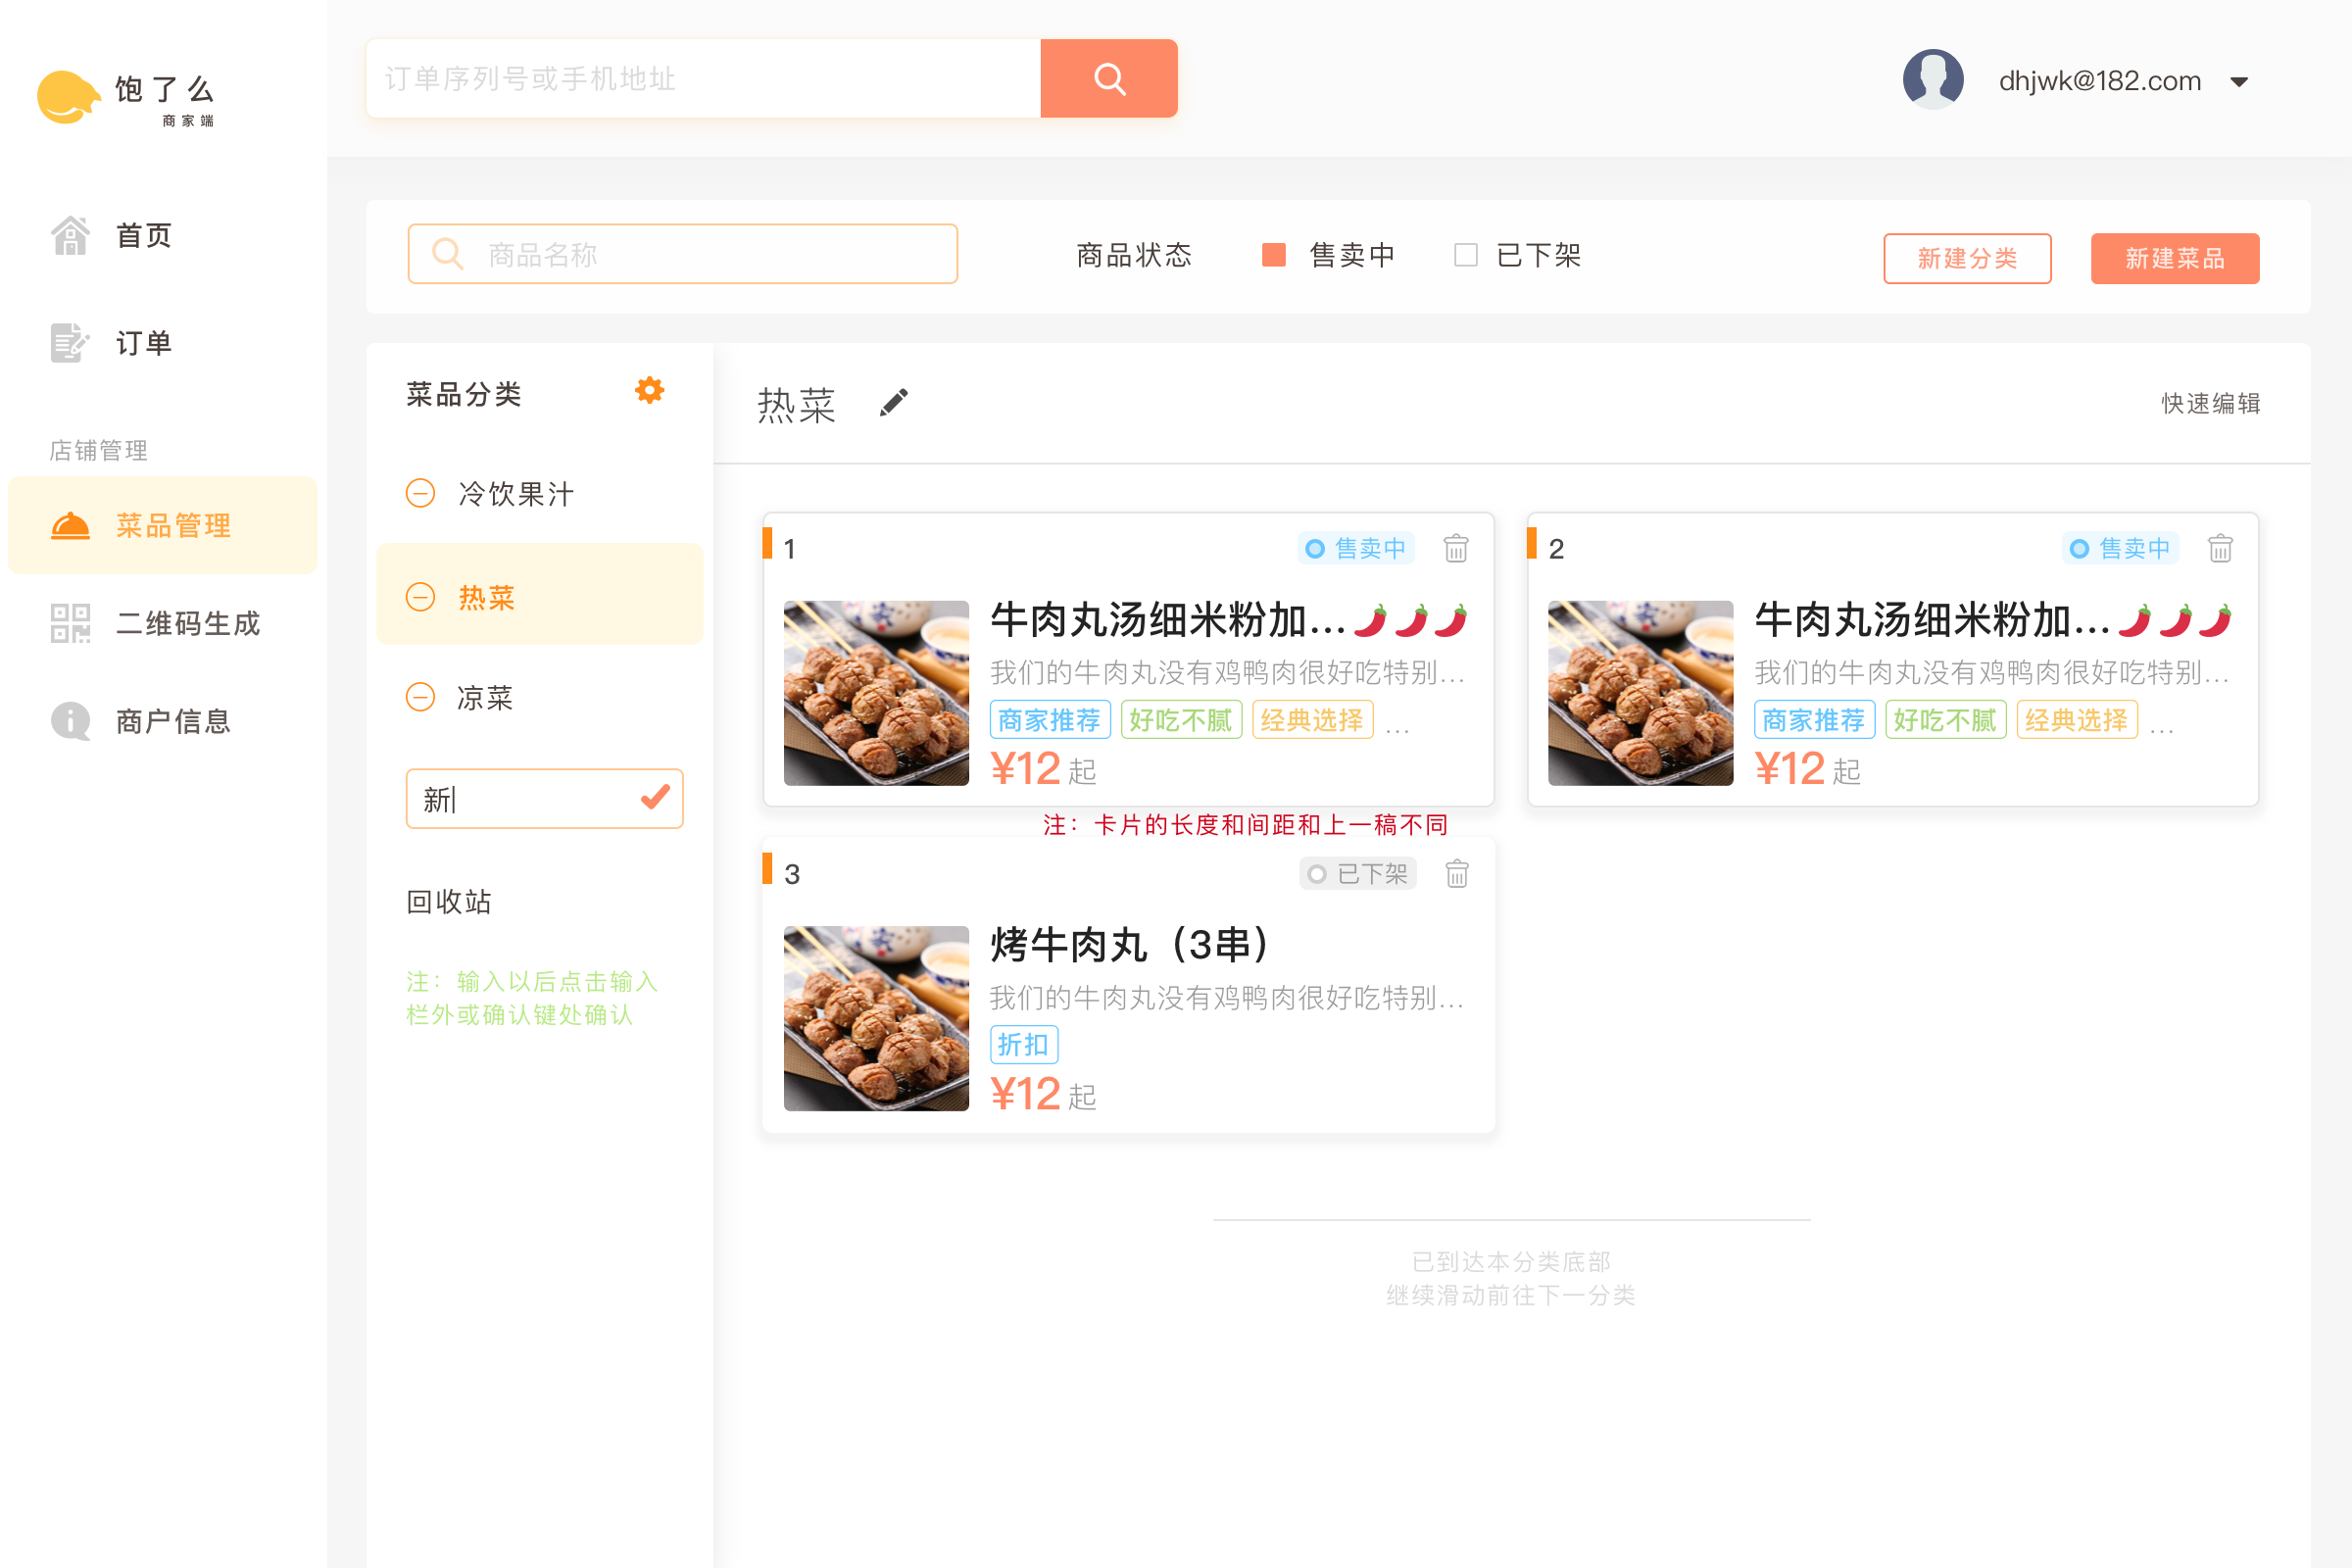 饱了么
商家端
订单序列号或手机地址
dhjwk@182.com
首页
订单
店铺管理
菜品管理
二维码生成
商户信息
商品名称
商品状态
售卖中
已下架
新建分类
新建菜品
菜品分类
冷饮果汁
热菜
凉菜
新
回收站
注：输入以后点击输入
栏外或确认键处确认
热菜
快速编辑
1
售卖中
牛肉丸汤细米粉加...
我们的牛肉丸没有鸡鸭肉很好吃特别...
商家推荐 好吃不腻 经典选择 ...
¥12 起
2
售卖中
牛肉丸汤细米粉加...
我们的牛肉丸没有鸡鸭肉很好吃特别...
商家推荐 好吃不腻 经典选择 ...
¥12 起
注：卡片的长度和间距和上一稿不同
3
已下架
烤牛肉丸（3串）
我们的牛肉丸没有鸡鸭肉很好吃特别...
折扣
¥12 起
已到达本分类底部
继续滑动前往下一分类